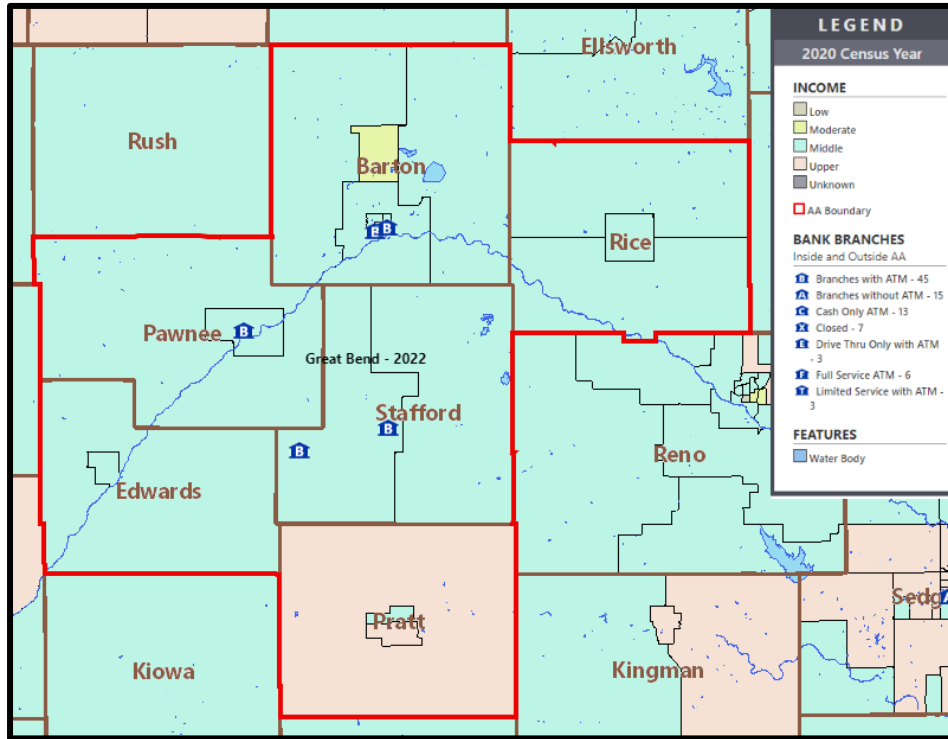 Ellsworth
Rush
Barton
Rice
Pawnee
Great Bend - 2022
Stafford
Reno
Edwards
Pratt
Kiowa
Kingman
Sedg
B
B
B
B
LEGEND
2020 Census Year
INCOME
Low
Moderate
Middle
Upper
Unknown
AA Boundary
BANK BRANCHES
Inside and Outside AA
B Branches with ATM - 45
A Branches without ATM - 15
C Cash Only ATM - 13
X Closed - 7
E Drive Thru Only with ATM
- 3
F Full Service ATM - 6
T Limited Service with ATM -
3
FEATURES
Water Body